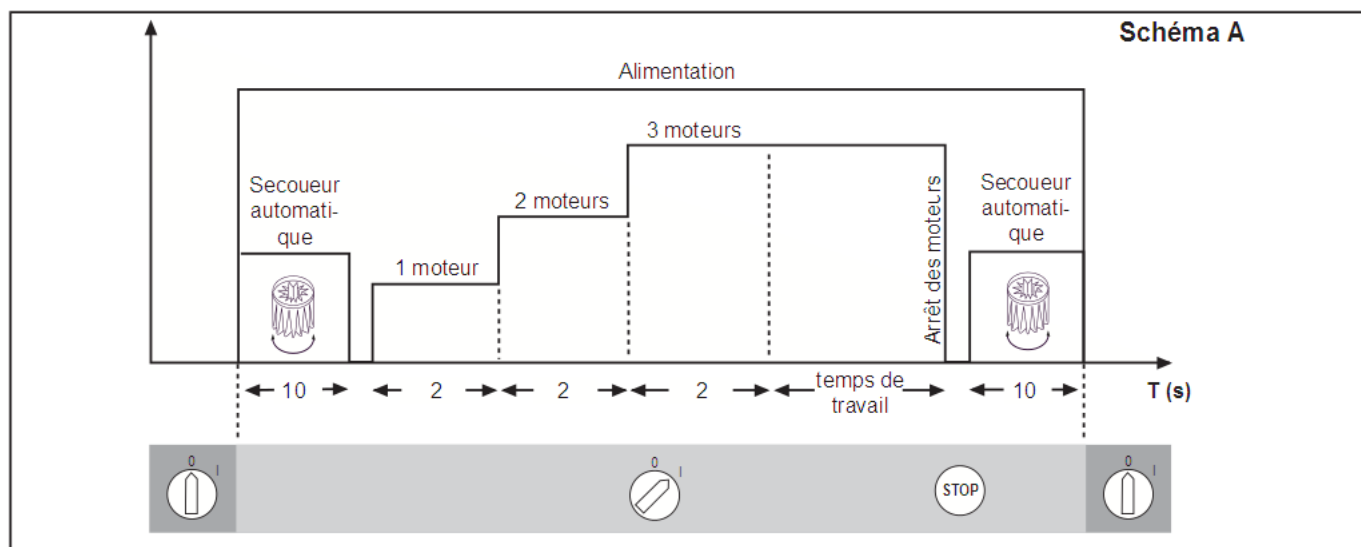 Schéma A
Alimentation
3 moteurs
Secoueur
automati-
que
2 moteurs
1 moteur
Arrêt des moteurs
Secoueur
automati-
que
10
2
2
2
temps de
travail
10
T (s)
0
I
0
I
STOP
0
I